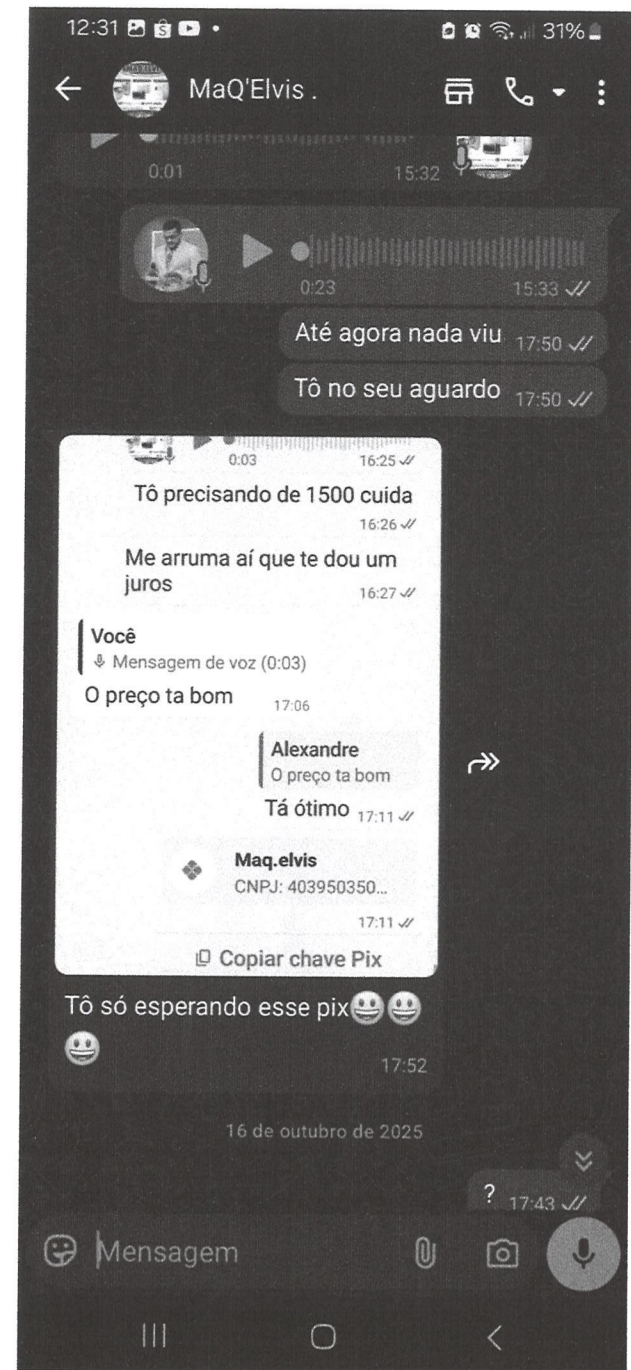 12:31
31%
MaQ'Elvis .
0:01 15:32
0:23 15:33
Até agora nada viu 17:50
Tô no seu aguardo 17:50
0:03 16:25
Tô precisando de 1500 cuida
16:26
Me arruma aí que te dou um
juros 16:27
Você
Mensagem de voz (0:03)
O preço ta bom 17:06
Alexandre
O preço ta bom
Tá ótimo 17:11
Maq.elvis
CNPJ: 403950350...
17:11
Copiar chave Pix
Tô só esperando esse pix😃😃
😃 17:52
16 de outubro de 2025
? 17:43
Mensagem